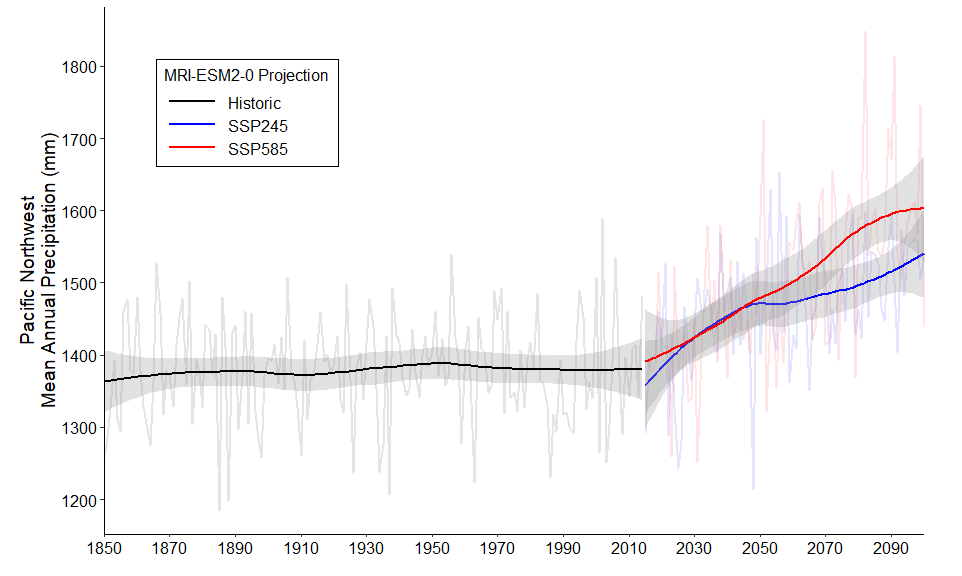 MRI-ESM2-0 Projection
Historic
SSP245
SSP585
Pacific Northwest
Mean Annual Precipitation (mm)
1800
1700
1600
1500
1400
1300
1200
1850 1870 1890 1910 1930 1950 1970 1990 2010 2030 2050 2070 2090